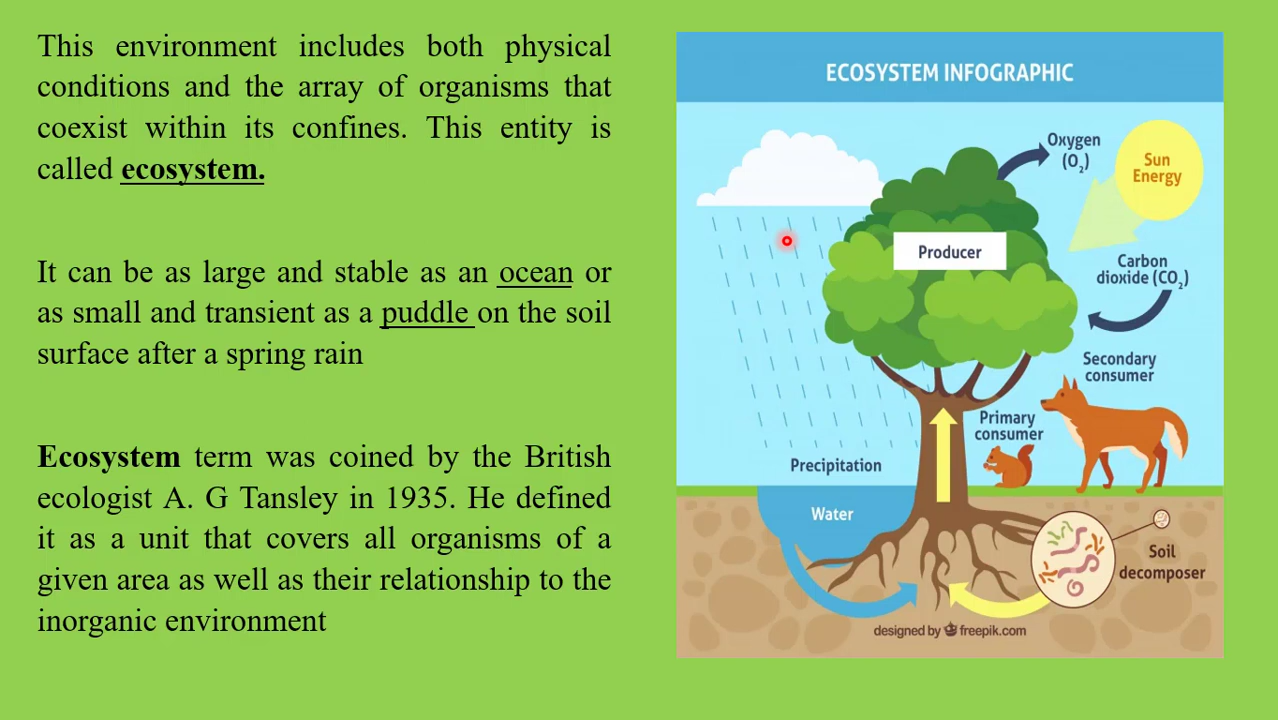 This environment includes both physical
conditions and the array of organisms that
coexist within its confines. This entity is
called ecosystem.
It can be as large and stable as an ocean or
as small and transient as a puddle on the soil
surface after a spring rain
Ecosystem term was coined by the British
ecologist A. G Tansley in 1935. He defined
it as a unit that covers all organisms of a
given area as well as their relationship to the
inorganic environment
ECOSYSTEM INFOGRAPHIC
Oxygen
(O₂)
Sun
Energy
Producer
Carbon
dioxide (CO₂)
Secondary
consumer
Primary
consumer
Precipitation
Water
Soil
decomposer
designed by freepik.com